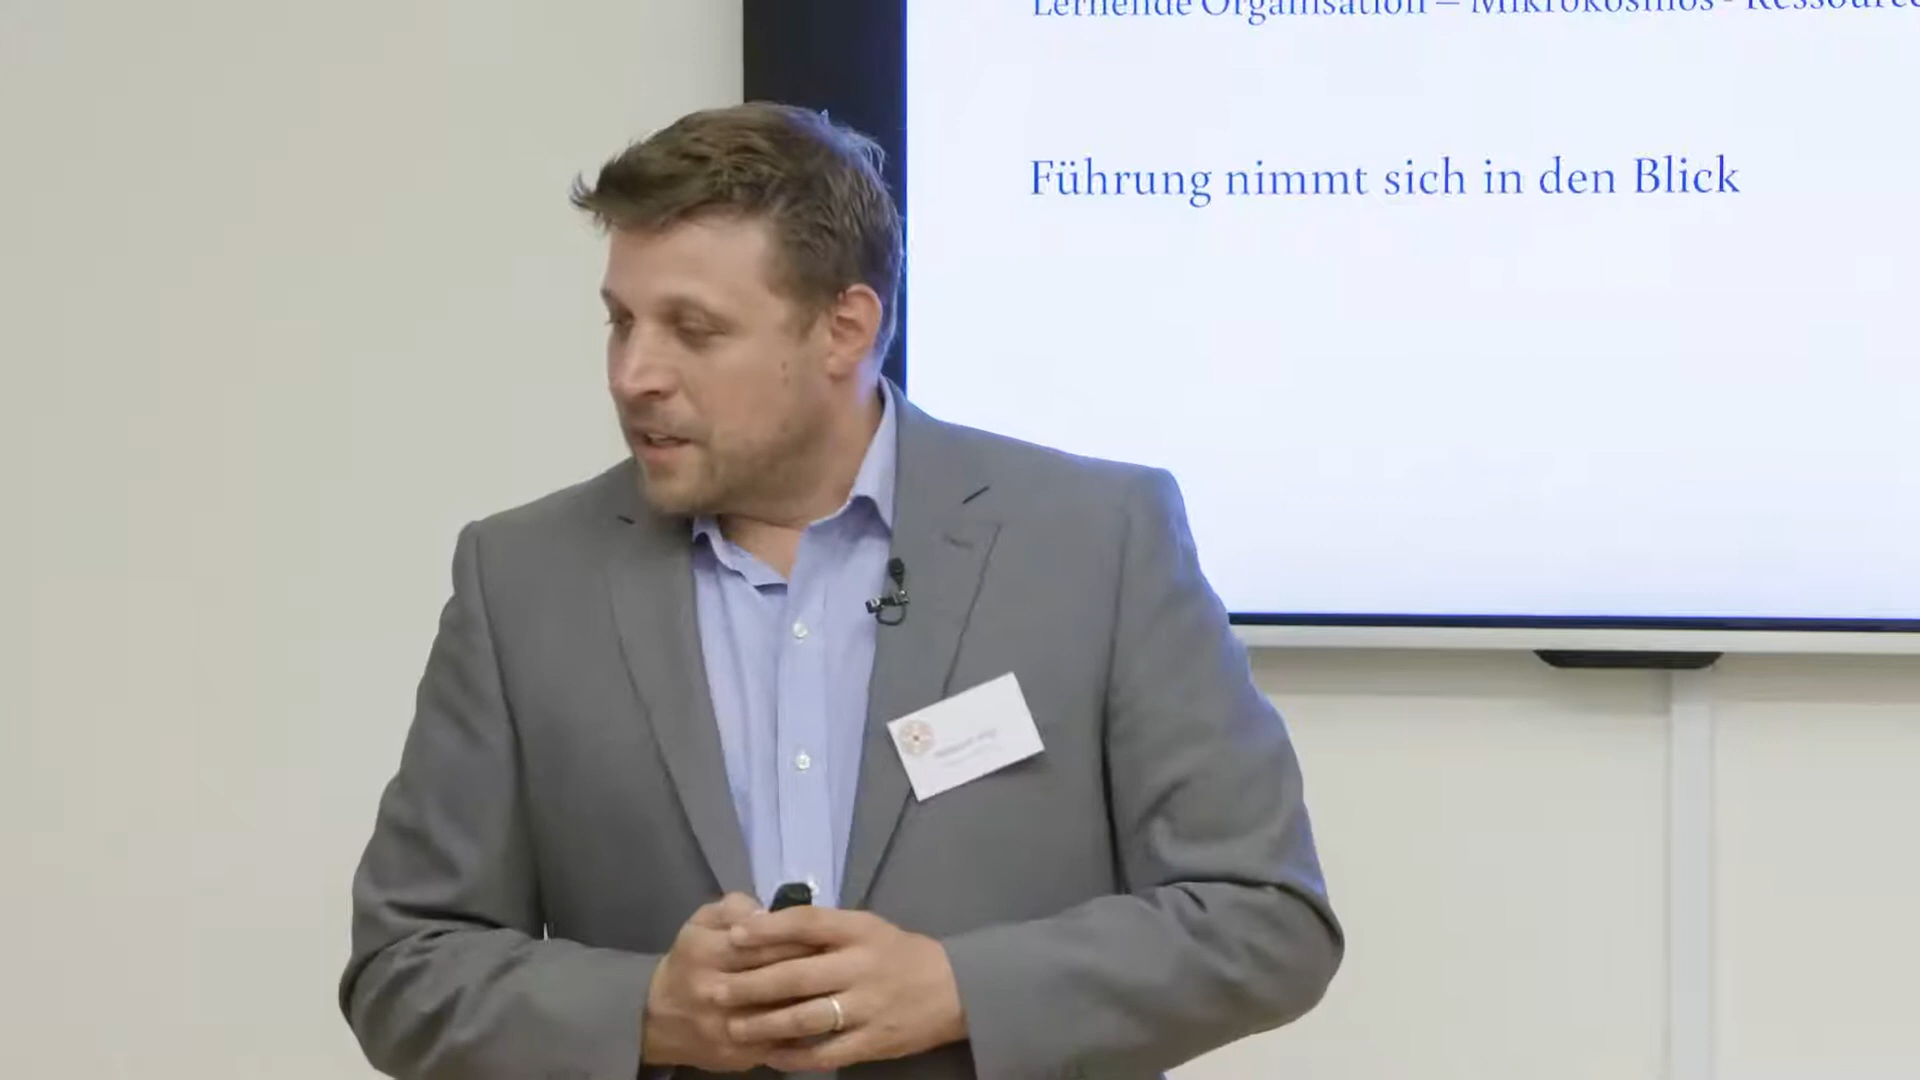 Lernende Organisation – Mikrokosmos - Ressource
Führung nimmt sich in den Blick